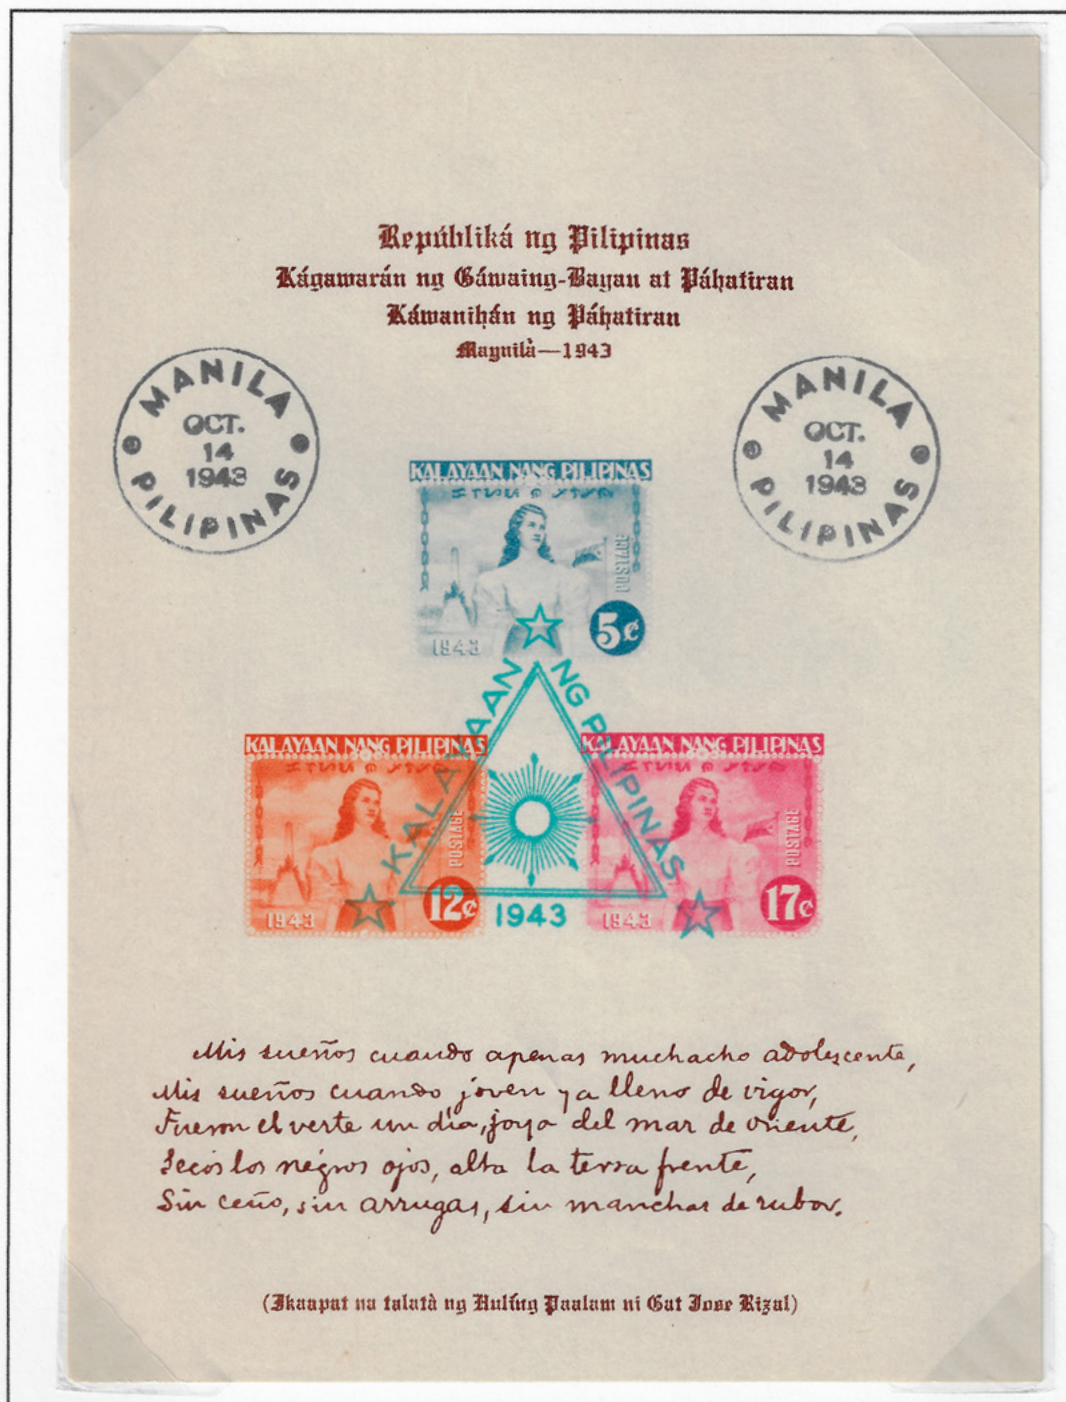 Repúbliká ng Pilipinas
Kágawarán ng Gáwaing-Bayan at Páhatiran
Káwanihán ng Páhatiran
Maynilà—1943
MANILA
OCT.
14
1943
PILIPINAS
MANILA
OCT.
14
1943
PILIPINAS
KALAYAAN NANG PILIPINAS
POSTAGE
1943
5¢
KALAYAAN NG PILIPINAS
1943
KALAYAAN NANG PILIPINAS
POSTAGE
1943
12¢
KALAYAAN NANG PILIPINAS
POSTAGE
1943
17¢
Mis sueños cuando apenas muchacho adolescente,
Mis sueños cuando joven ya lleno de vigor,
Fueron el verte un día, joya del mar de oriente,
Secos los negros ojos, alta la tersa frente,
Sin ceño, sin arrugas, sin manchas de rubor.
(Ikaapat na talatà ng Hulíng Paalam ni Gat Jose Rizal)